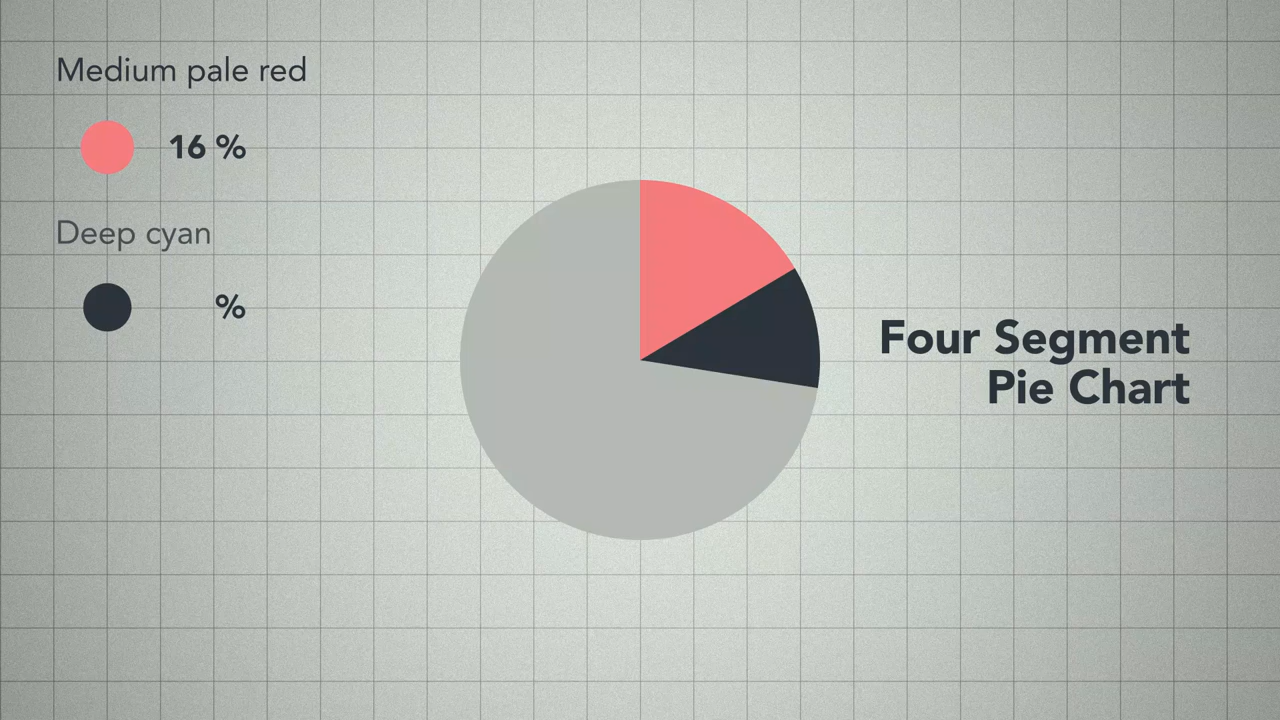 Medium pale red
16 %
Deep cyan
%
Four Segment
Pie Chart